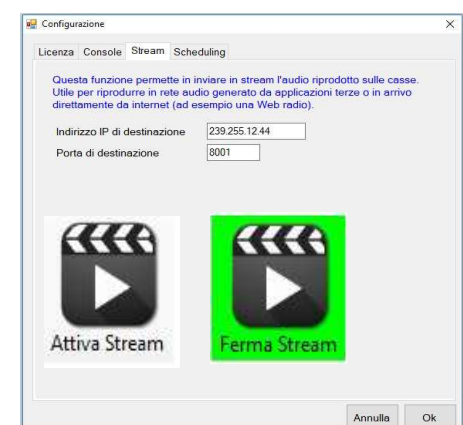 Configurazione
Licenza Console Stream Scheduling
Questa funzione permette in inviare in stream l'audio riprodotto sulle casse.
Utile per riprodurre in rete audio generato da applicazioni terze o in arrivo
direttamente da internet (ad esempio una Web radio).
Indirizzo IP di destinazione 239.255.12.44
Porta di destinazione 8001
Attiva Stream Ferma Stream
Annulla Ok